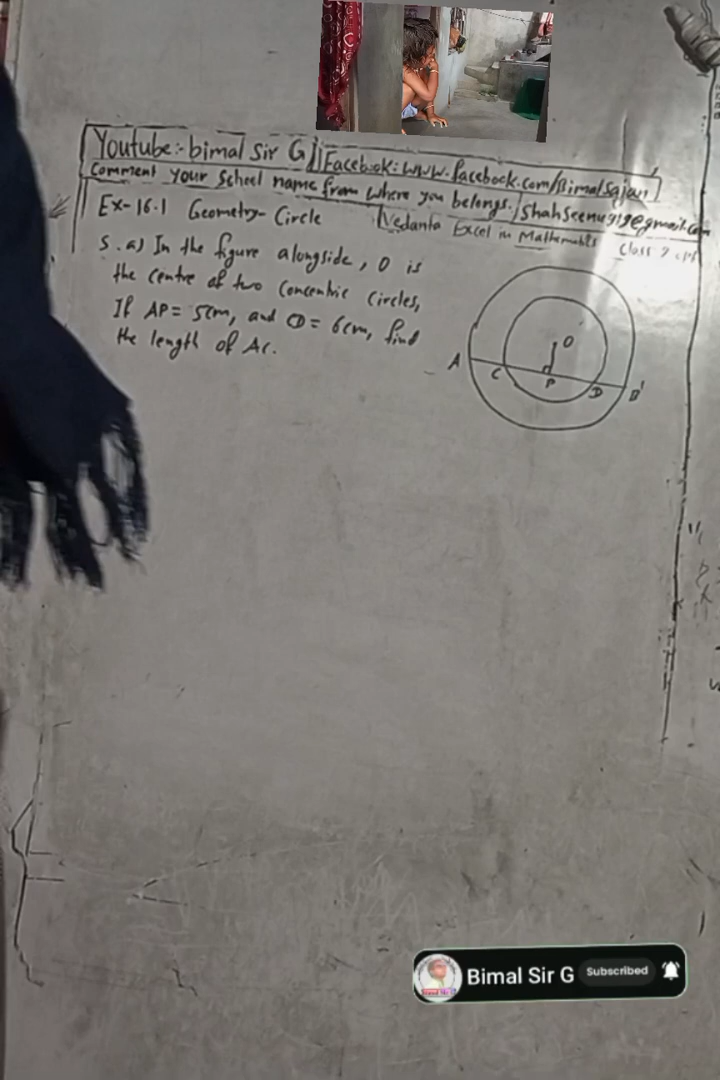 Youtube:- bimal Sir G
Facebook: www.facebook.com/Bimalsajan
Comment your School name from where you belongs. / Shahseenu919@gmail.com
Ex-16.1 Geometry- Circle
Vedanta Excel in Mathematics
Class 9
5. a) In the figure alongside, O is
the centre of two concentric circles,
If AP = 5cm, and CD = 6cm, find
the length of AC.
O
A
C
P
D
B
Bimal Sir G
Subscribed